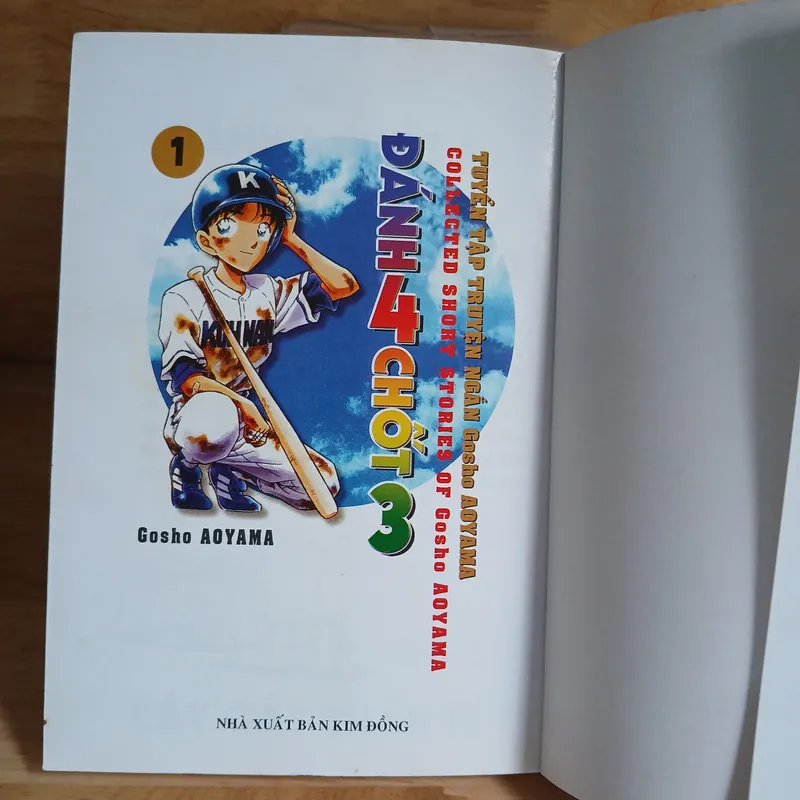 TUYỂN TẬP TRUYỆN NGẮN Gosho AOYAMA
COLLECTED SHORT STORIES OF Gosho AOYAMA
ĐÁNH 4 CHỐT 3
1
K
Gosho AOYAMA
NHÀ XUẤT BẢN KIM ĐỒNG